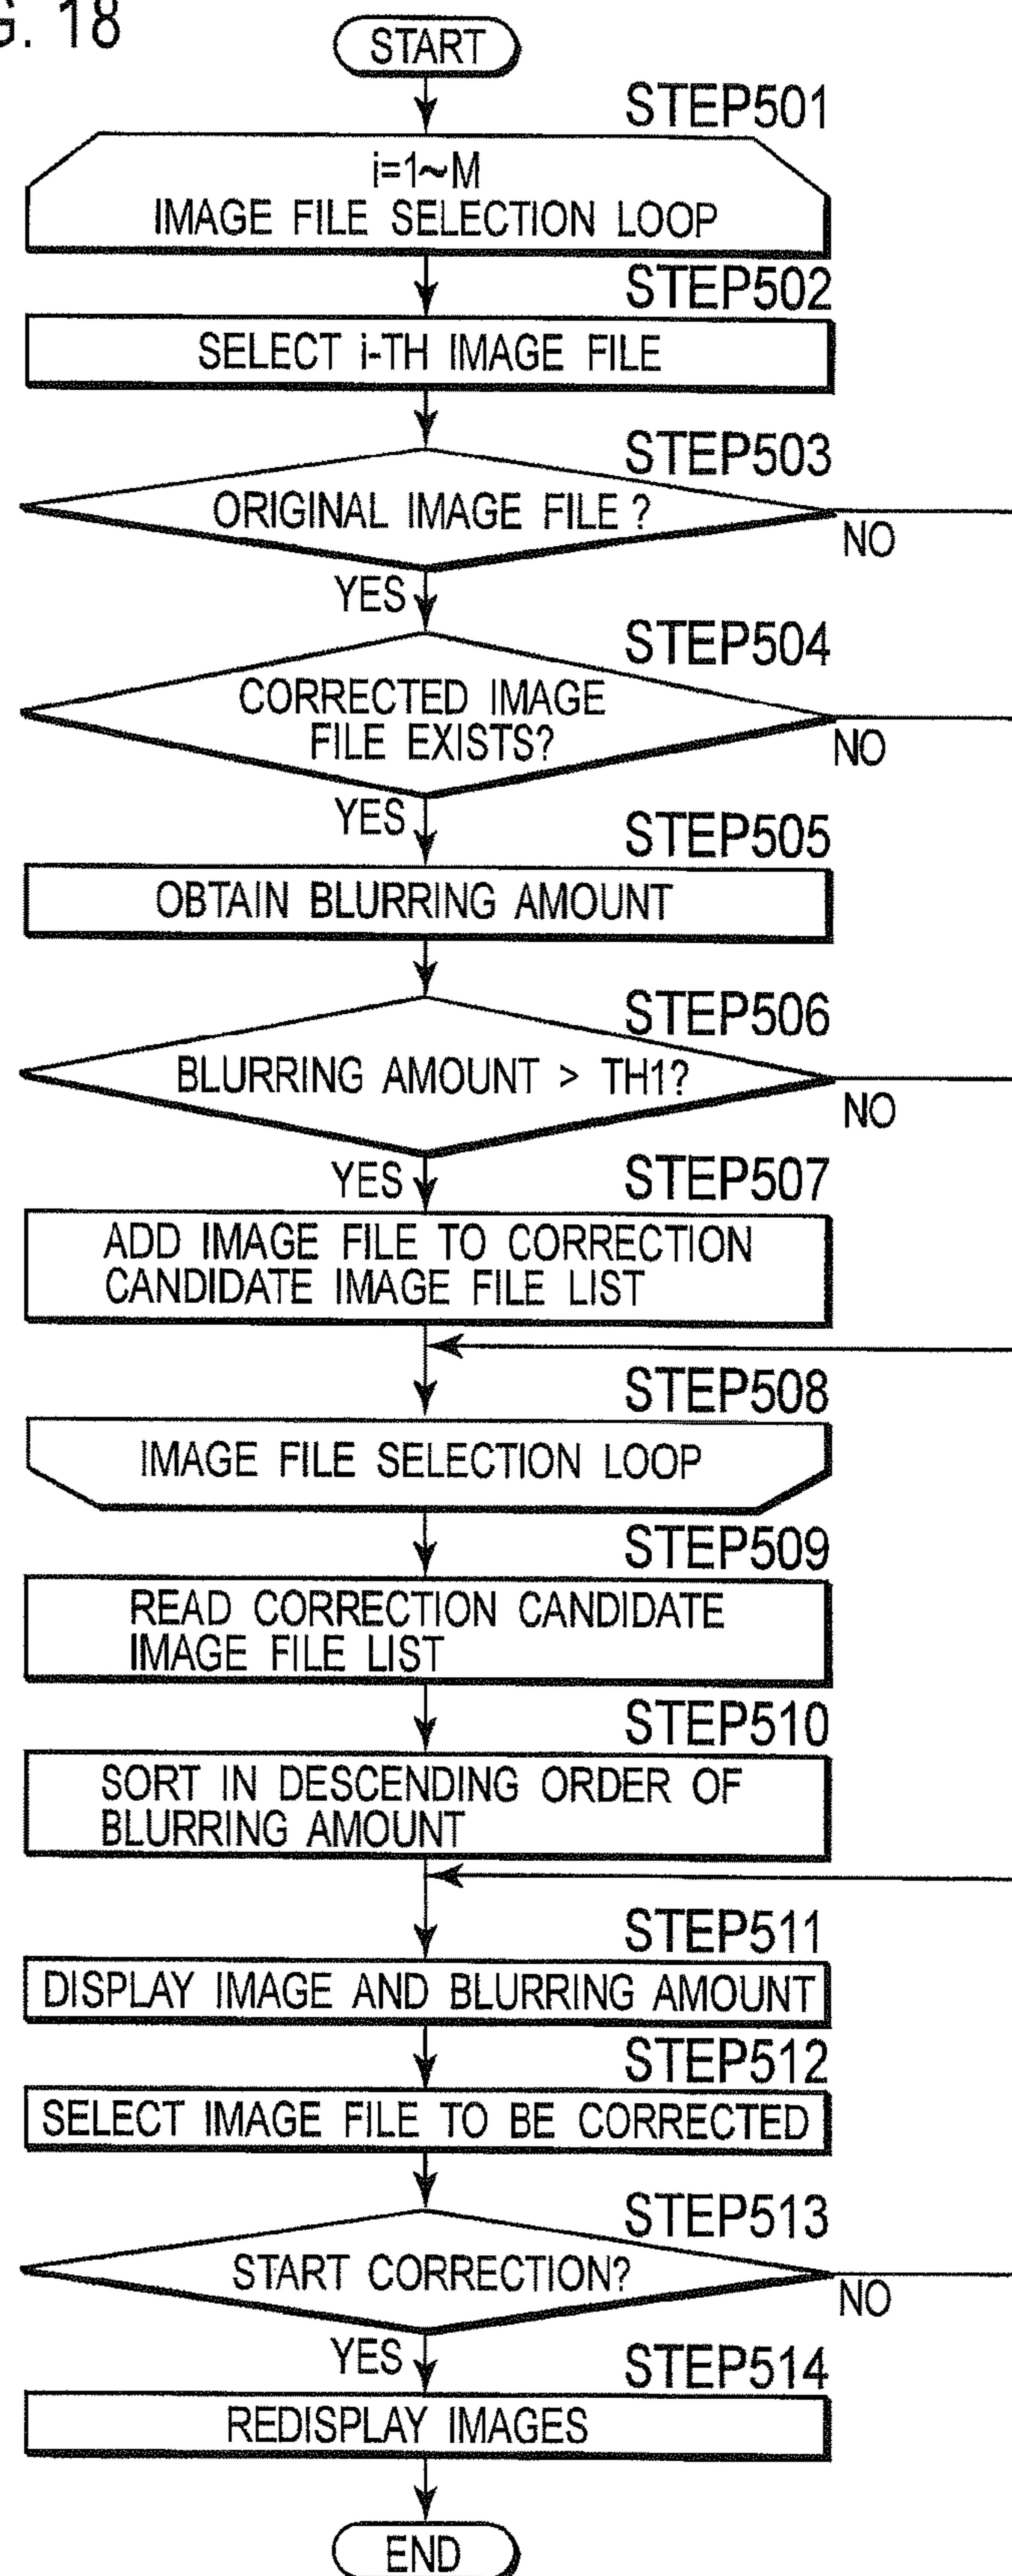 G. 18
START
STEP501
i=1~M
IMAGE FILE SELECTION LOOP
STEP502
SELECT i-TH IMAGE FILE
STEP503
ORIGINAL IMAGE FILE ?
NO
YES
STEP504
CORRECTED IMAGE
FILE EXISTS?
NO
YES
STEP505
OBTAIN BLURRING AMOUNT
STEP506
BLURRING AMOUNT > TH1?
NO
YES
STEP507
ADD IMAGE FILE TO CORRECTION
CANDIDATE IMAGE FILE LIST
STEP508
IMAGE FILE SELECTION LOOP
STEP509
READ CORRECTION CANDIDATE
IMAGE FILE LIST
STEP510
SORT IN DESCENDING ORDER OF
BLURRING AMOUNT
STEP511
DISPLAY IMAGE AND BLURRING AMOUNT
STEP512
SELECT IMAGE FILE TO BE CORRECTED
STEP513
START CORRECTION?
NO
YES
STEP514
REDISPLAY IMAGES
END